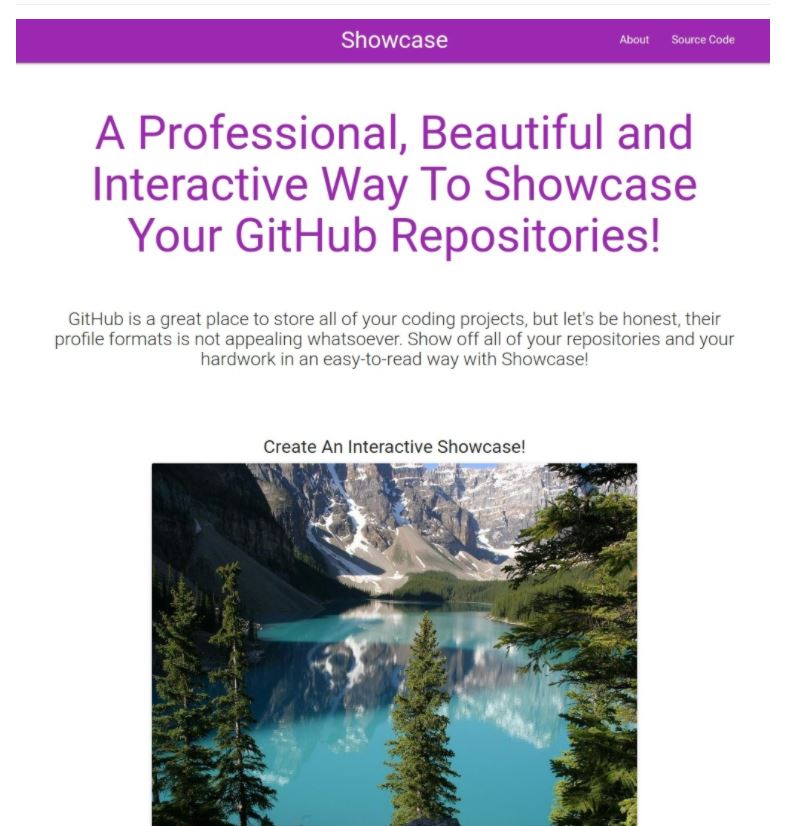 Showcase
About
Source Code
A Professional, Beautiful and
Interactive Way To Showcase
Your GitHub Repositories!
GitHub is a great place to store all of your coding projects, but let's be honest, their
profile formats is not appealing whatsoever. Show off all of your repositories and your
hardwork in an easy-to-read way with Showcase!
Create An Interactive Showcase!